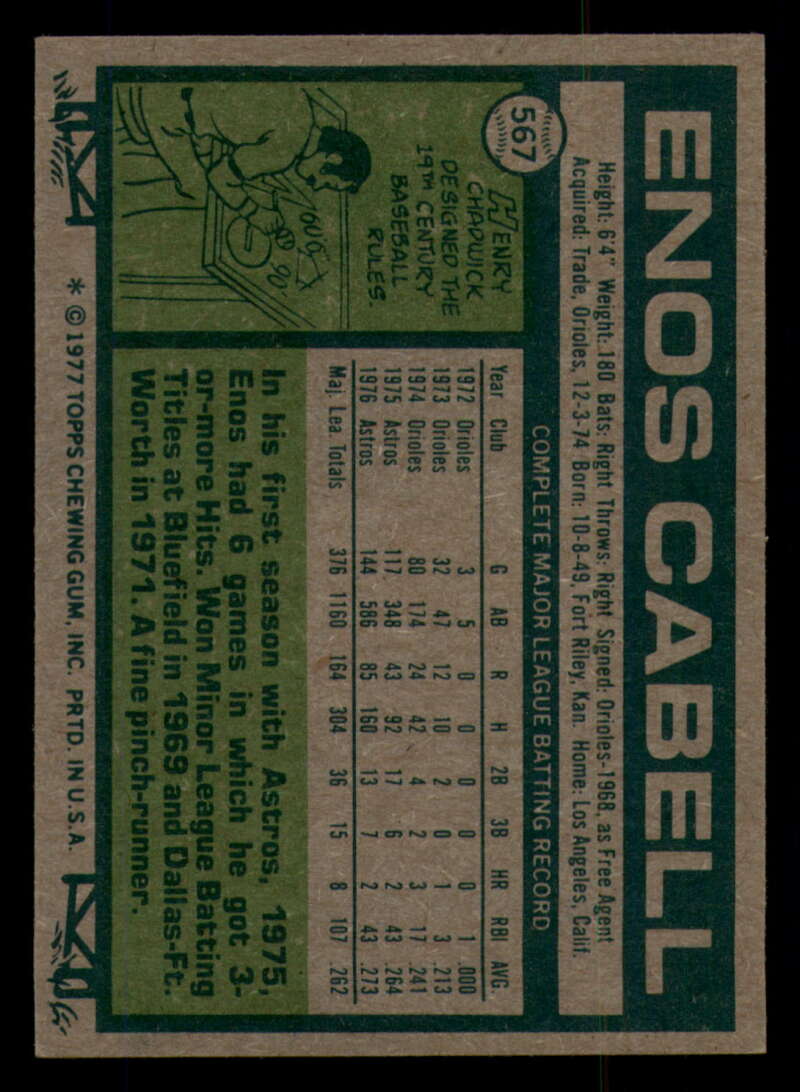 ENOS CABELL
Height: 6'4" Weight: 180 Bats: Right Throws: Right Signed: Orioles-1968, as Free Agent
Acquired: Trade, Orioles, 12-3-74 Born: 10-8-49, Fort Riley, Kan. Home: Los Angeles, Calif.
567
HENRY
CHADWICK
DESIGNED THE
19TH CENTURY
BASEBALL
RULES.
90'
COMPLETE MAJOR LEAGUE BATTING RECORD
Year Club G AB R H 2B 3B HR RBI AVG.
1972 Orioles 3 5 0 0 0 0 0 1 .000
1973 Orioles 32 47 12 10 2 0 1 3 .213
1974 Orioles 80 174 24 42 4 2 3 17 .241
1975 Astros 117 348 43 92 17 6 2 43 .264
1976 Astros 144 586 85 160 13 7 2 43 .273
Maj. Lea. Totals 376 1160 164 304 36 15 8 107 .262
In his first season with Astros, 1975,
Enos had 6 games in which he got 3-
or-more Hits. Won Minor League Batting
Titles at Bluefield in 1969 and Dallas-Ft.
Worth in 1971. A fine pinch-runner.
* © 1977 TOPPS CHEWING GUM, INC. PRTD. IN U.S.A.